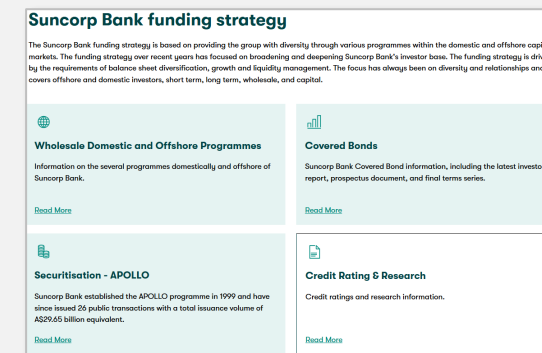 Suncorp Bank funding strategy
The Suncorp Bank funding strategy is based on providing the group with diversity through various programmes within the domestic and offshore
markets. The funding strategy over recent years has focused on broadening and deepening Suncorp Bank's investor base. The funding strategy is
by the requirements of balance sheet diversification, growth and liquidity management. The focus has always been on diversity and relationships
covers offshore and domestic investors, short term, long term, wholesale, and capital.
Wholesale Domestic and Offshore Programmes
Information on the several programmes domestically and offshore of
Suncorp Bank.
Read More
Covered Bonds
Suncorp Bank Covered Bond information, including the latest
report, prospectus document, and final terms series.
Read More
Securitisation - APOLLO
Suncorp Bank established the APOLLO programme in 1999 and have
since issued 26 public transactions with a total issuance volume of
A$29.65 billion equivalent.
Read More
Credit Rating & Research
Credit ratings and research information.
Read More